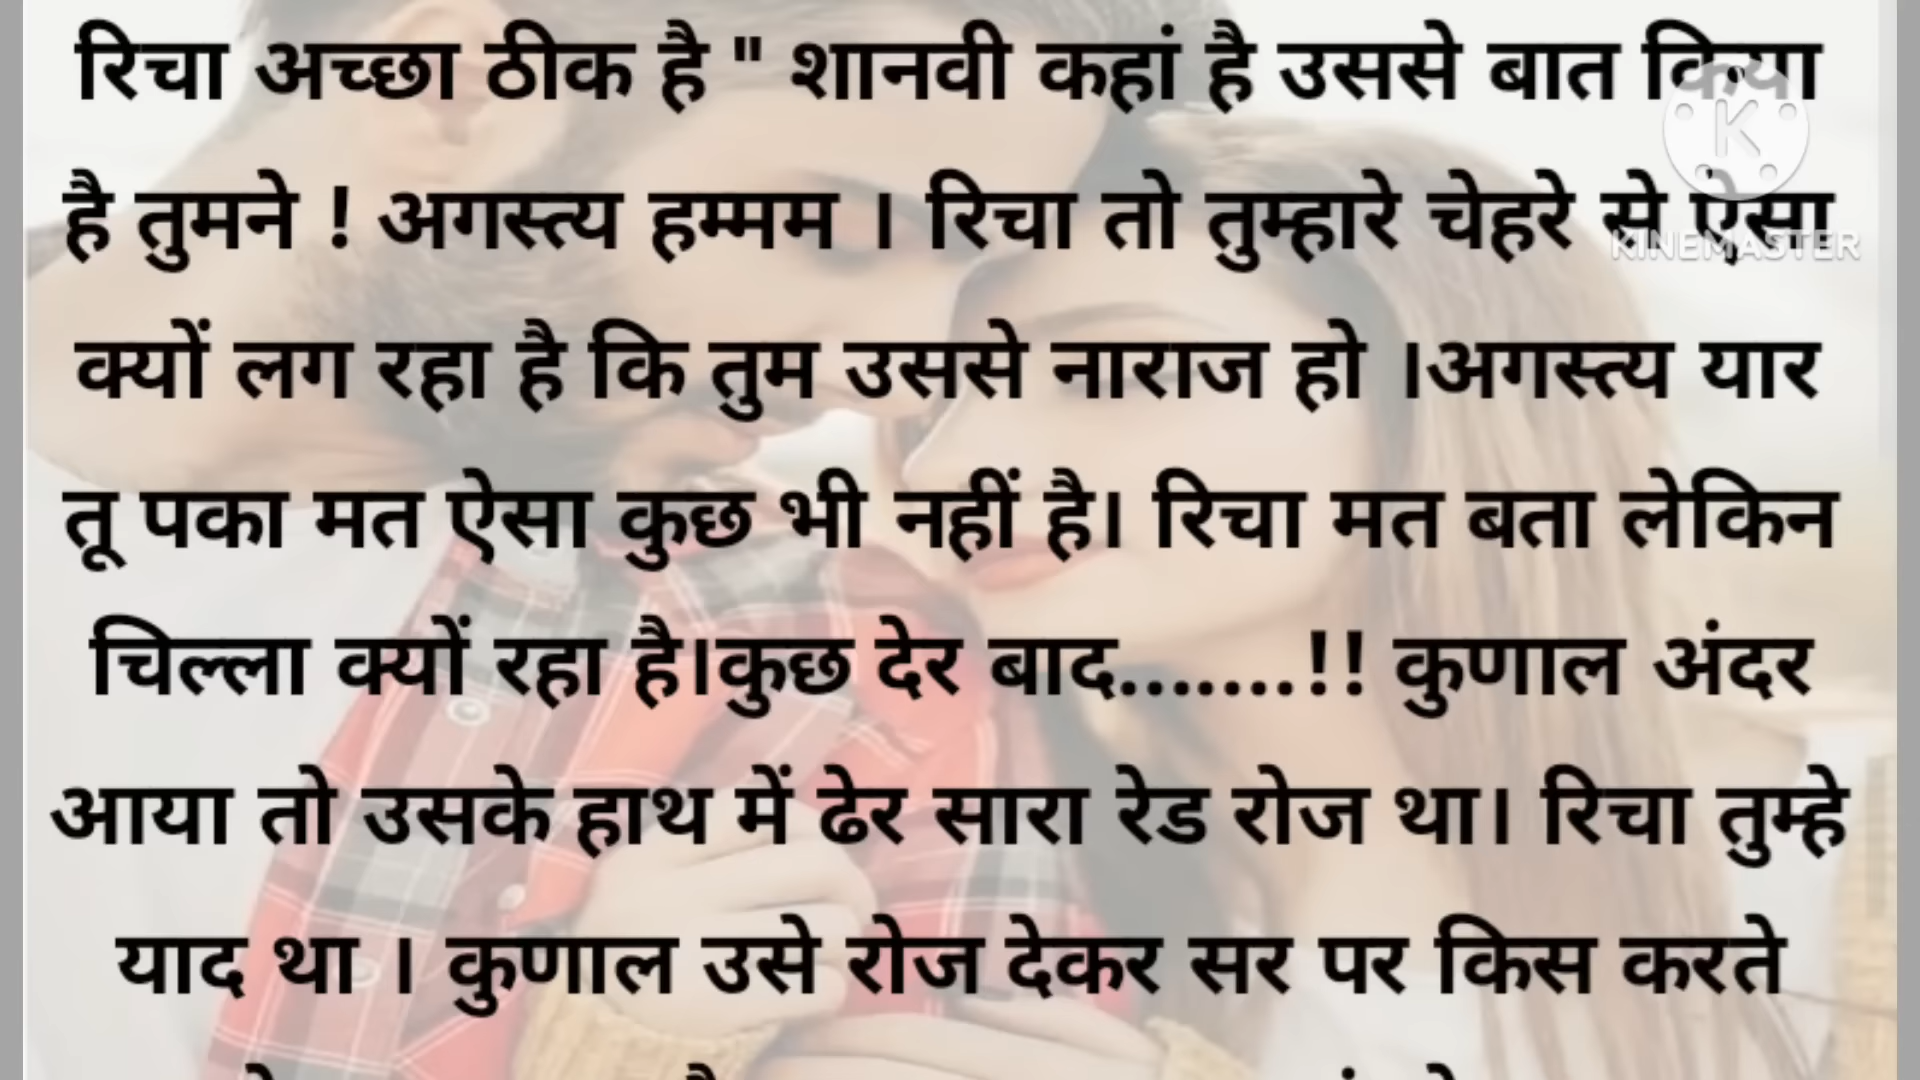 रिचा अच्छा ठीक है " शानवी कहां है उससे बात किया
है तुमने ! अगस्त्य हम्मम । रिचा तो तुम्हारे चेहरे से ऐसा
KINEMASTER
क्यों लग रहा है कि तुम उससे नाराज हो ।अगस्त्य यार
तू पका मत ऐसा कुछ भी नहीं है। रिचा मत बता लेकिन
चिल्ला क्यों रहा है।कुछ देर बाद.......!! कुणाल अंदर
आया तो उसके हाथ में ढेर सारा रेड रोज था। रिचा तुम्हे
याद था । कुणाल उसे रोज देकर सर पर किस करते